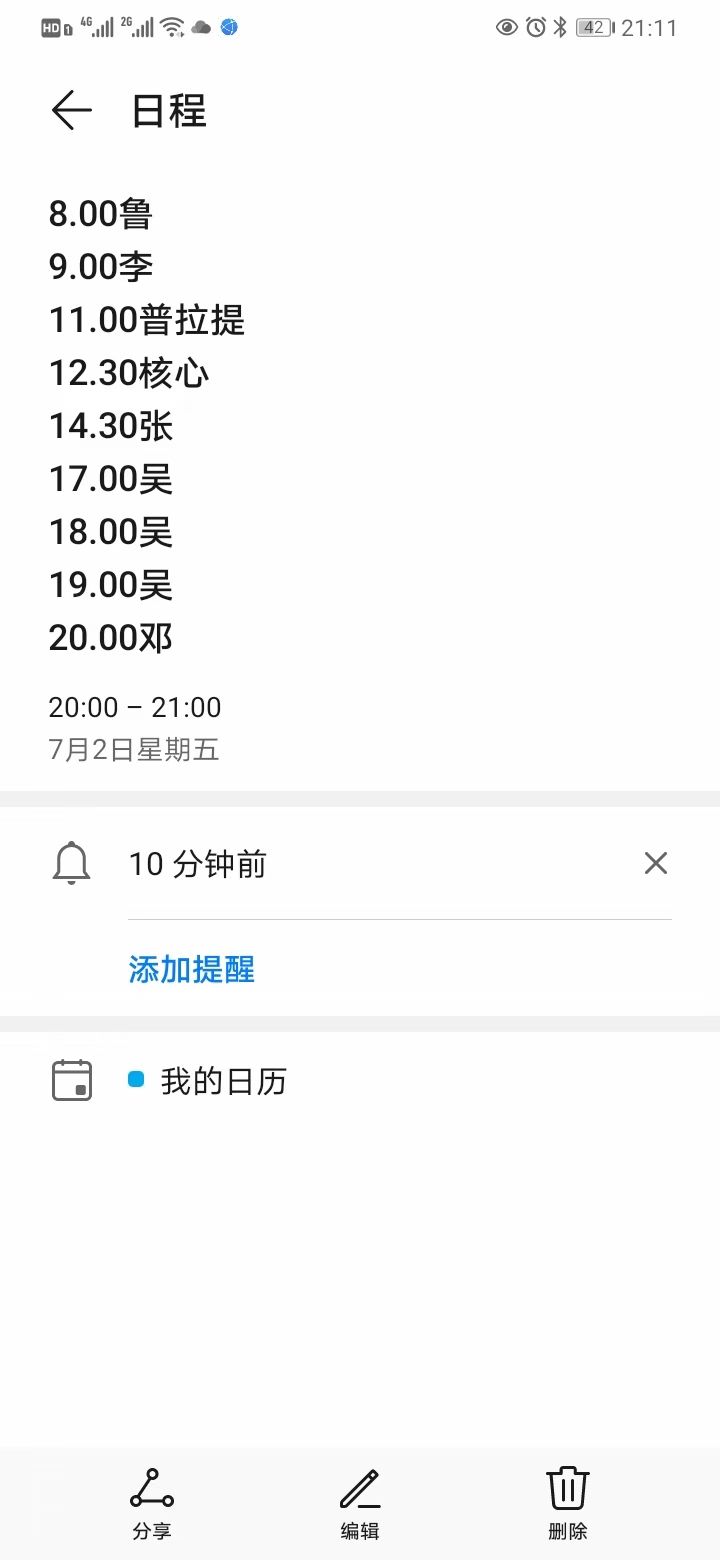 HD 1 4G 2G 42 21:11
日程
8.00鲁
9.00李
11.00普拉提
12.30核心
14.30张
17.00吴
18.00吴
19.00吴
20.00邓
20:00 – 21:00
7月2日星期五
10 分钟前
添加提醒
我的日历
分享 编辑 删除